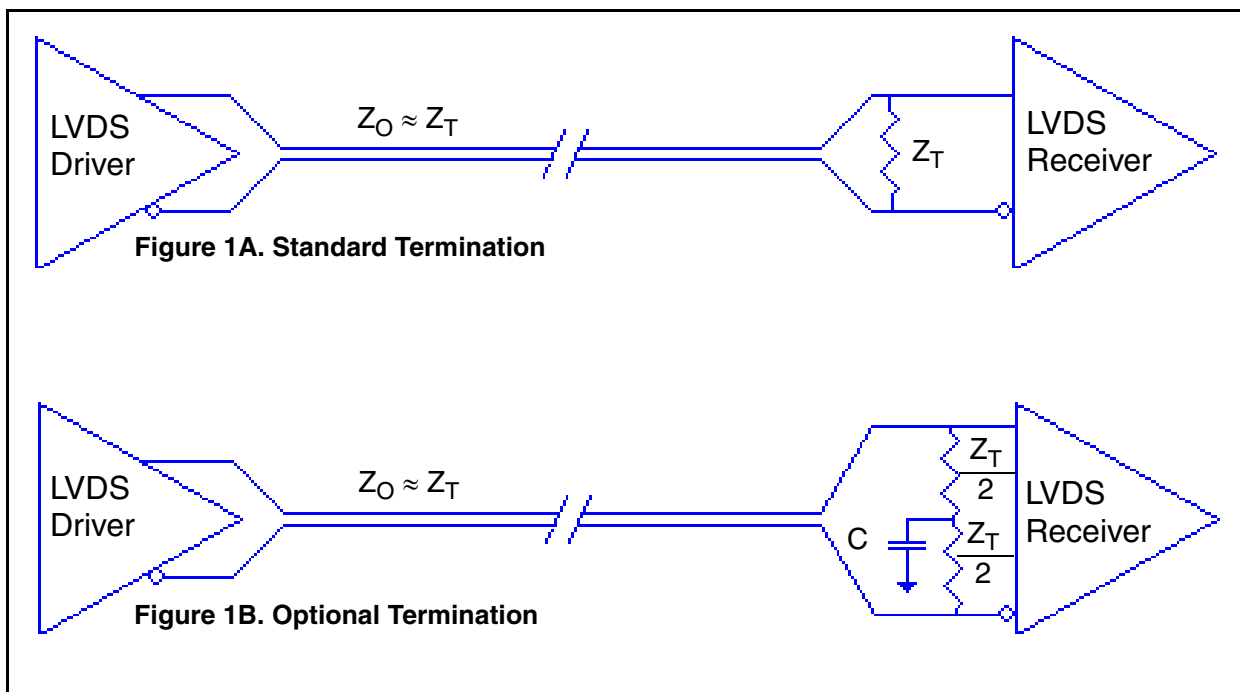 LVDS
Driver
Z_O ≈ Z_T
Z_T
LVDS
Receiver
Figure 1A. Standard Termination
LVDS
Driver
Z_O ≈ Z_T
C
Z_T
2
Z_T
2
LVDS
Receiver
Figure 1B. Optional Termination